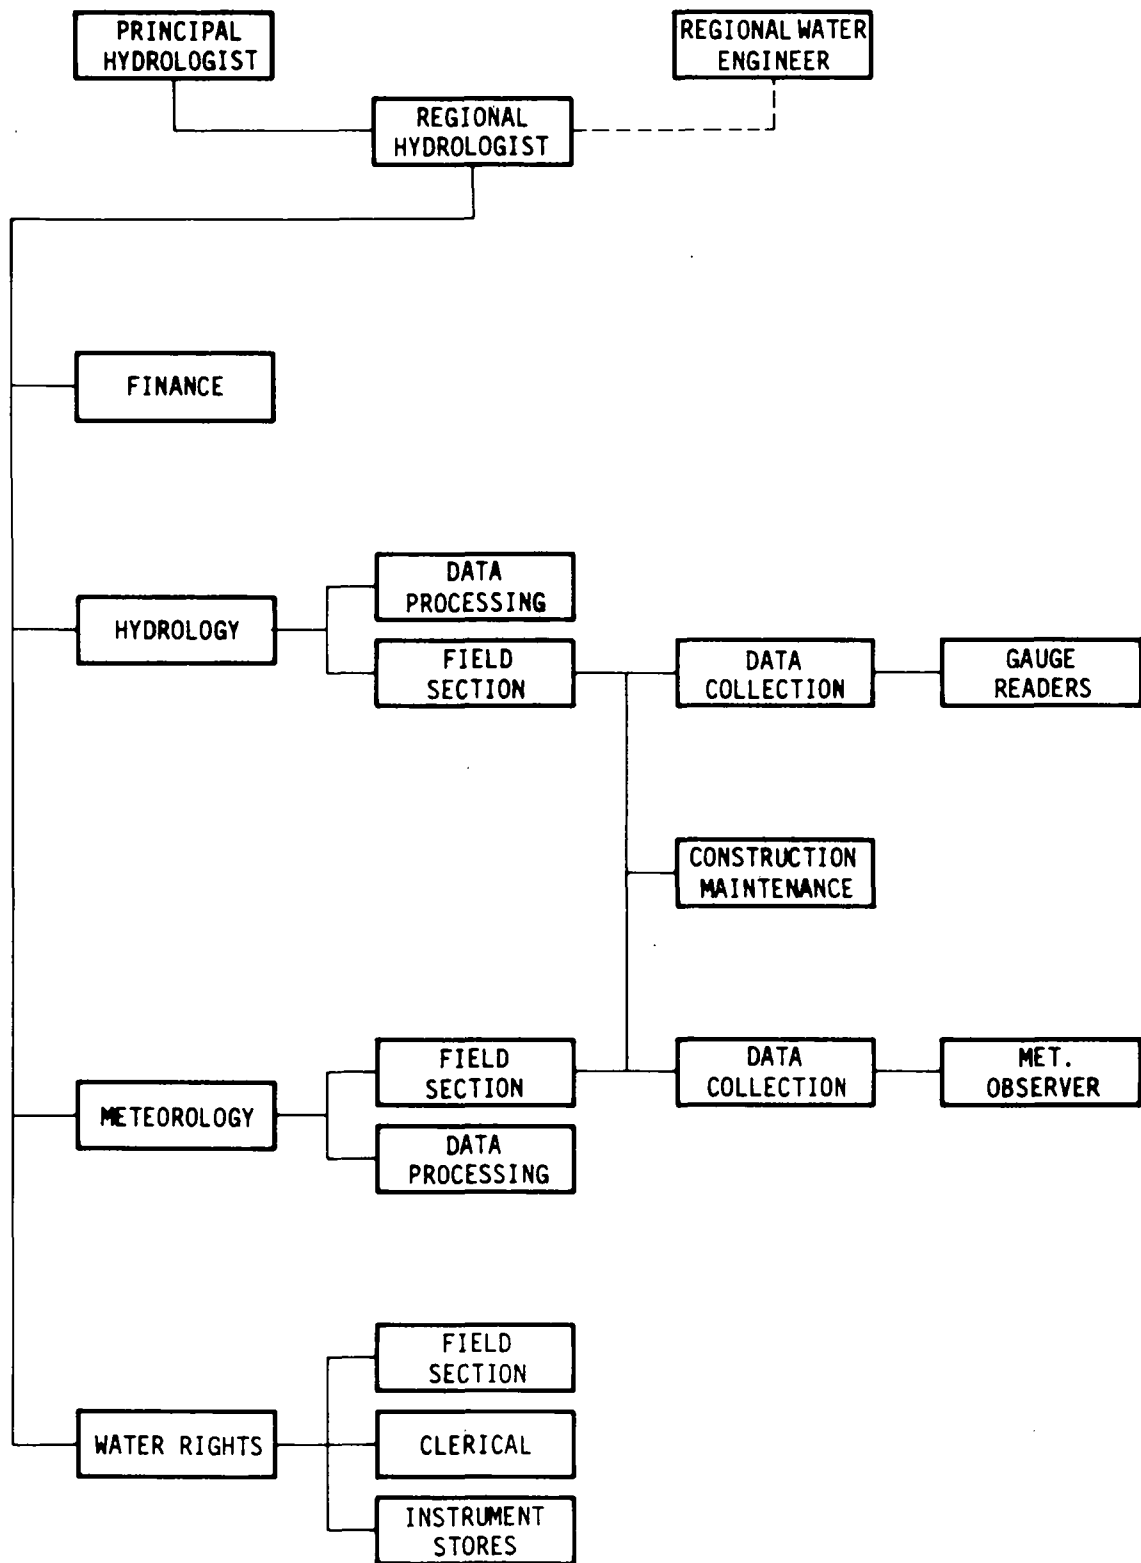 PRINCIPAL
HYDROLOGIST
REGIONAL WATER
ENGINEER
REGIONAL
HYDROLOGIST
FINANCE
DATA
PROCESSING
HYDROLOGY
FIELD
SECTION
DATA
COLLECTION
GAUGE
READERS
CONSTRUCTION
MAINTENANCE
FIELD
SECTION
DATA
COLLECTION
MET.
OBSERVER
METEOROLOGY
DATA
PROCESSING
FIELD
SECTION
WATER RIGHTS
CLERICAL
INSTRUMENT
STORES